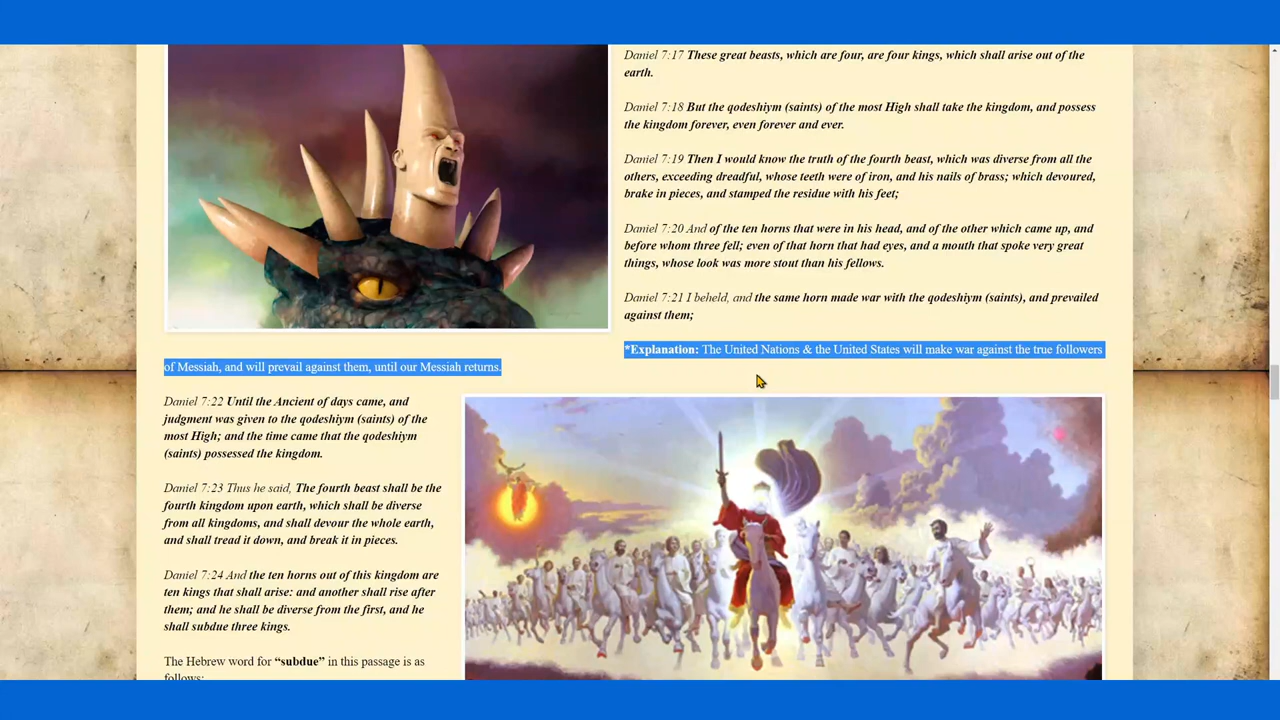 Daniel 7:17 These great beasts, which are four, are four kings, which shall arise out of the
earth.
Daniel 7:18 But the qodeshiym (saints) of the most High shall take the kingdom, and possess
the kingdom forever, even forever and ever.
Daniel 7:19 Then I would know the truth of the fourth beast, which was diverse from all the
others, exceeding dreadful, whose teeth were of iron, and his nails of brass; which devoured,
brake in pieces, and stamped the residue with his feet;
Daniel 7:20 And of the ten horns that were in his head, and of the other which came up, and
before whom three fell; even of that horn that had eyes, and a mouth that spoke very great
things, whose look was more stout than his fellows.
Daniel 7:21 I beheld, and the same horn made war with the qodeshiym (saints), and prevailed
against them;
*Explanation: The United Nations & the United States will make war against the true followers
of Messiah, and will prevail against them, until our Messiah returns.
Daniel 7:22 Until the Ancient of days came, and
judgment was given to the qodeshiym (saints) of the
most High; and the time came that the qodeshiym
(saints) possessed the kingdom.
Daniel 7:23 Thus he said, The fourth beast shall be the
fourth kingdom upon earth, which shall be diverse
from all kingdoms, and shall devour the whole earth,
and shall tread it down, and break it in pieces.
Daniel 7:24 And the ten horns out of this kingdom are
ten kings that shall arise: and another shall rise after
them; and he shall be diverse from the first, and he
shall subdue three kings.
The Hebrew word for “subdue” in this passage is as
follows: